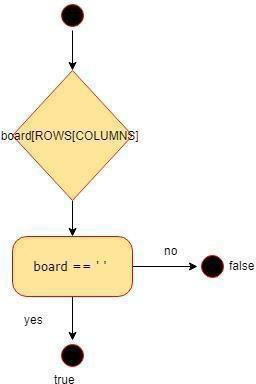 board[ROWS[COLUMNS]
board == ' '
no
false
yes
true